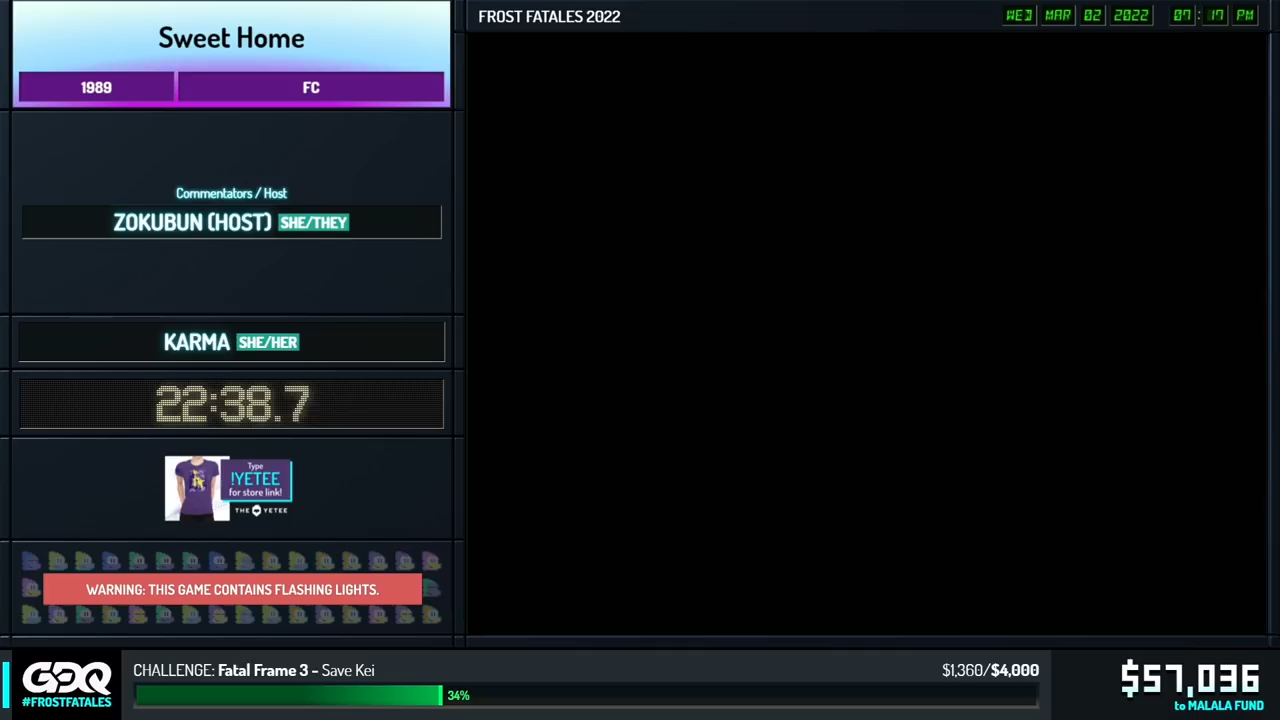 Sweet Home
1989
FC
FROST FATALES 2022
WED MAR 02 2022 07:17 PM
Commentators / Host
ZOKUBUN (HOST) SHE/THEY
KARMA SHE/HER
22:38.7
Type
!YETEE
for store link!
THE YETEE
WARNING: THIS GAME CONTAINS FLASHING LIGHTS.
GDQ
#FROSTFATALES
CHALLENGE: Fatal Frame 3 - Save Kei
$1,360/$4,000
34%
$57,036
to MALALA FUND